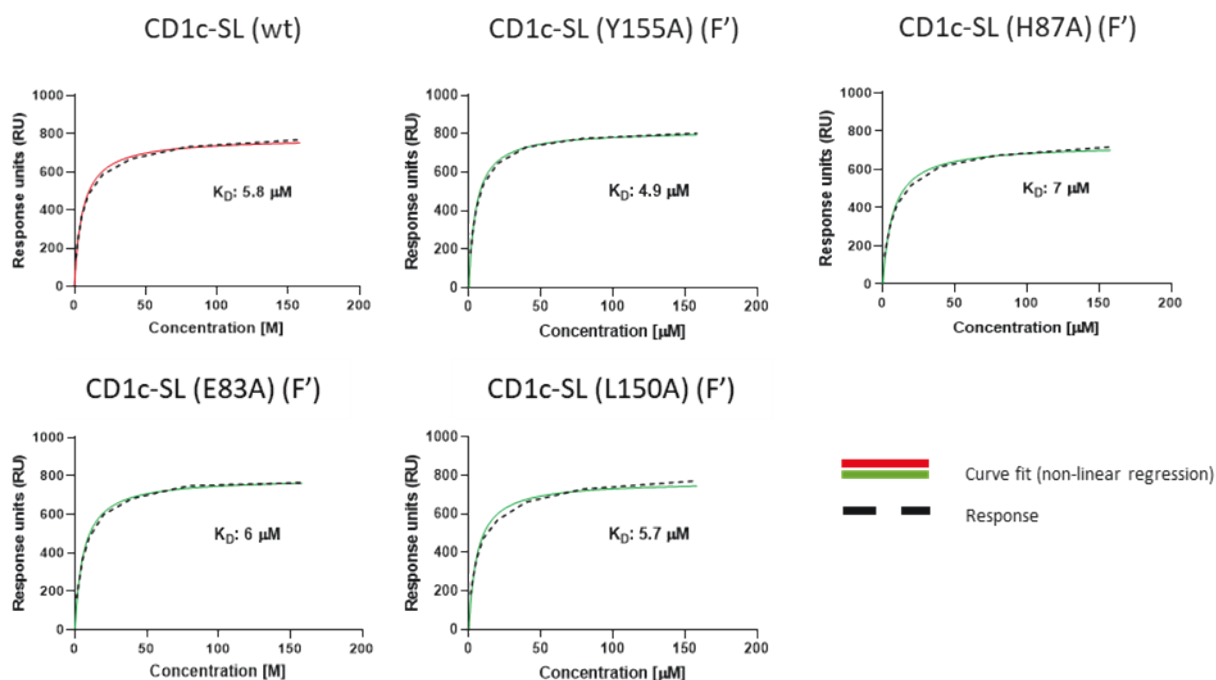 CD1c-SL (wt)
CD1c-SL (Y155A) (F’)
CD1c-SL (H87A) (F’)
Response units (RU)
1000
800
600
400
200
0
K_D: 5.8 µM
0 50 100 150 200
Concentration [M]
Response units (RU)
1000
800
600
400
200
0
K_D: 4.9 µM
0 50 100 150 200
Concentration [µM]
Response units (RU)
1000
800
600
400
200
0
K_D: 7 µM
0 50 100 150 200
Concentration [µM]
CD1c-SL (E83A) (F’)
CD1c-SL (L150A) (F’)
Response units (RU)
1000
800
600
400
200
0
K_D: 6 µM
0 50 100 150 200
Concentration [M]
Response units (RU)
1000
800
600
400
200
0
K_D: 5.7 µM
0 50 100 150 200
Concentration [µM]
Curve fit (non-linear regression)
Response